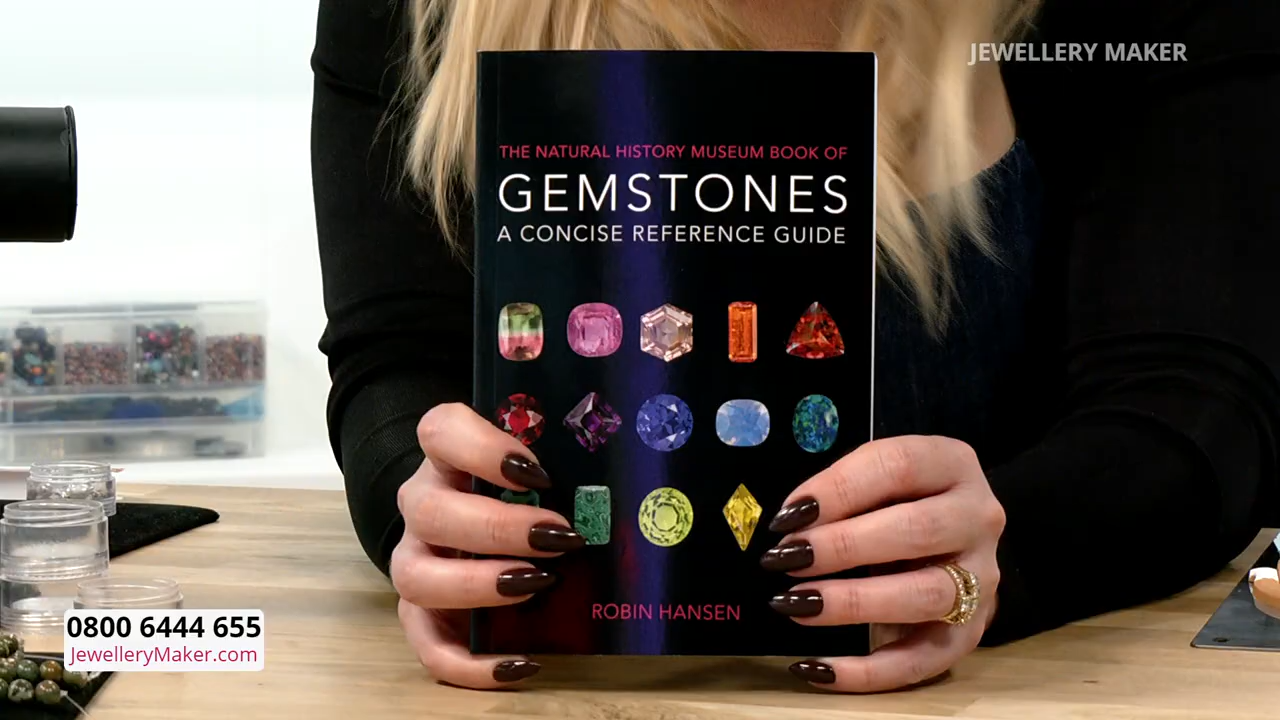 JEWELLERY MAKER
THE NATURAL HISTORY MUSEUM BOOK OF
GEMSTONES
A CONCISE REFERENCE GUIDE
ROBIN HANSEN
0800 6444 655
JewelleryMaker.com